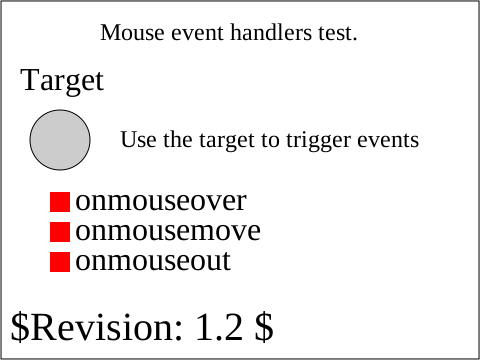 Mouse event handlers test.
Target
Use the target to trigger events
onmouseover
onmousemove
onmouseout
$Revision: 1.2 $